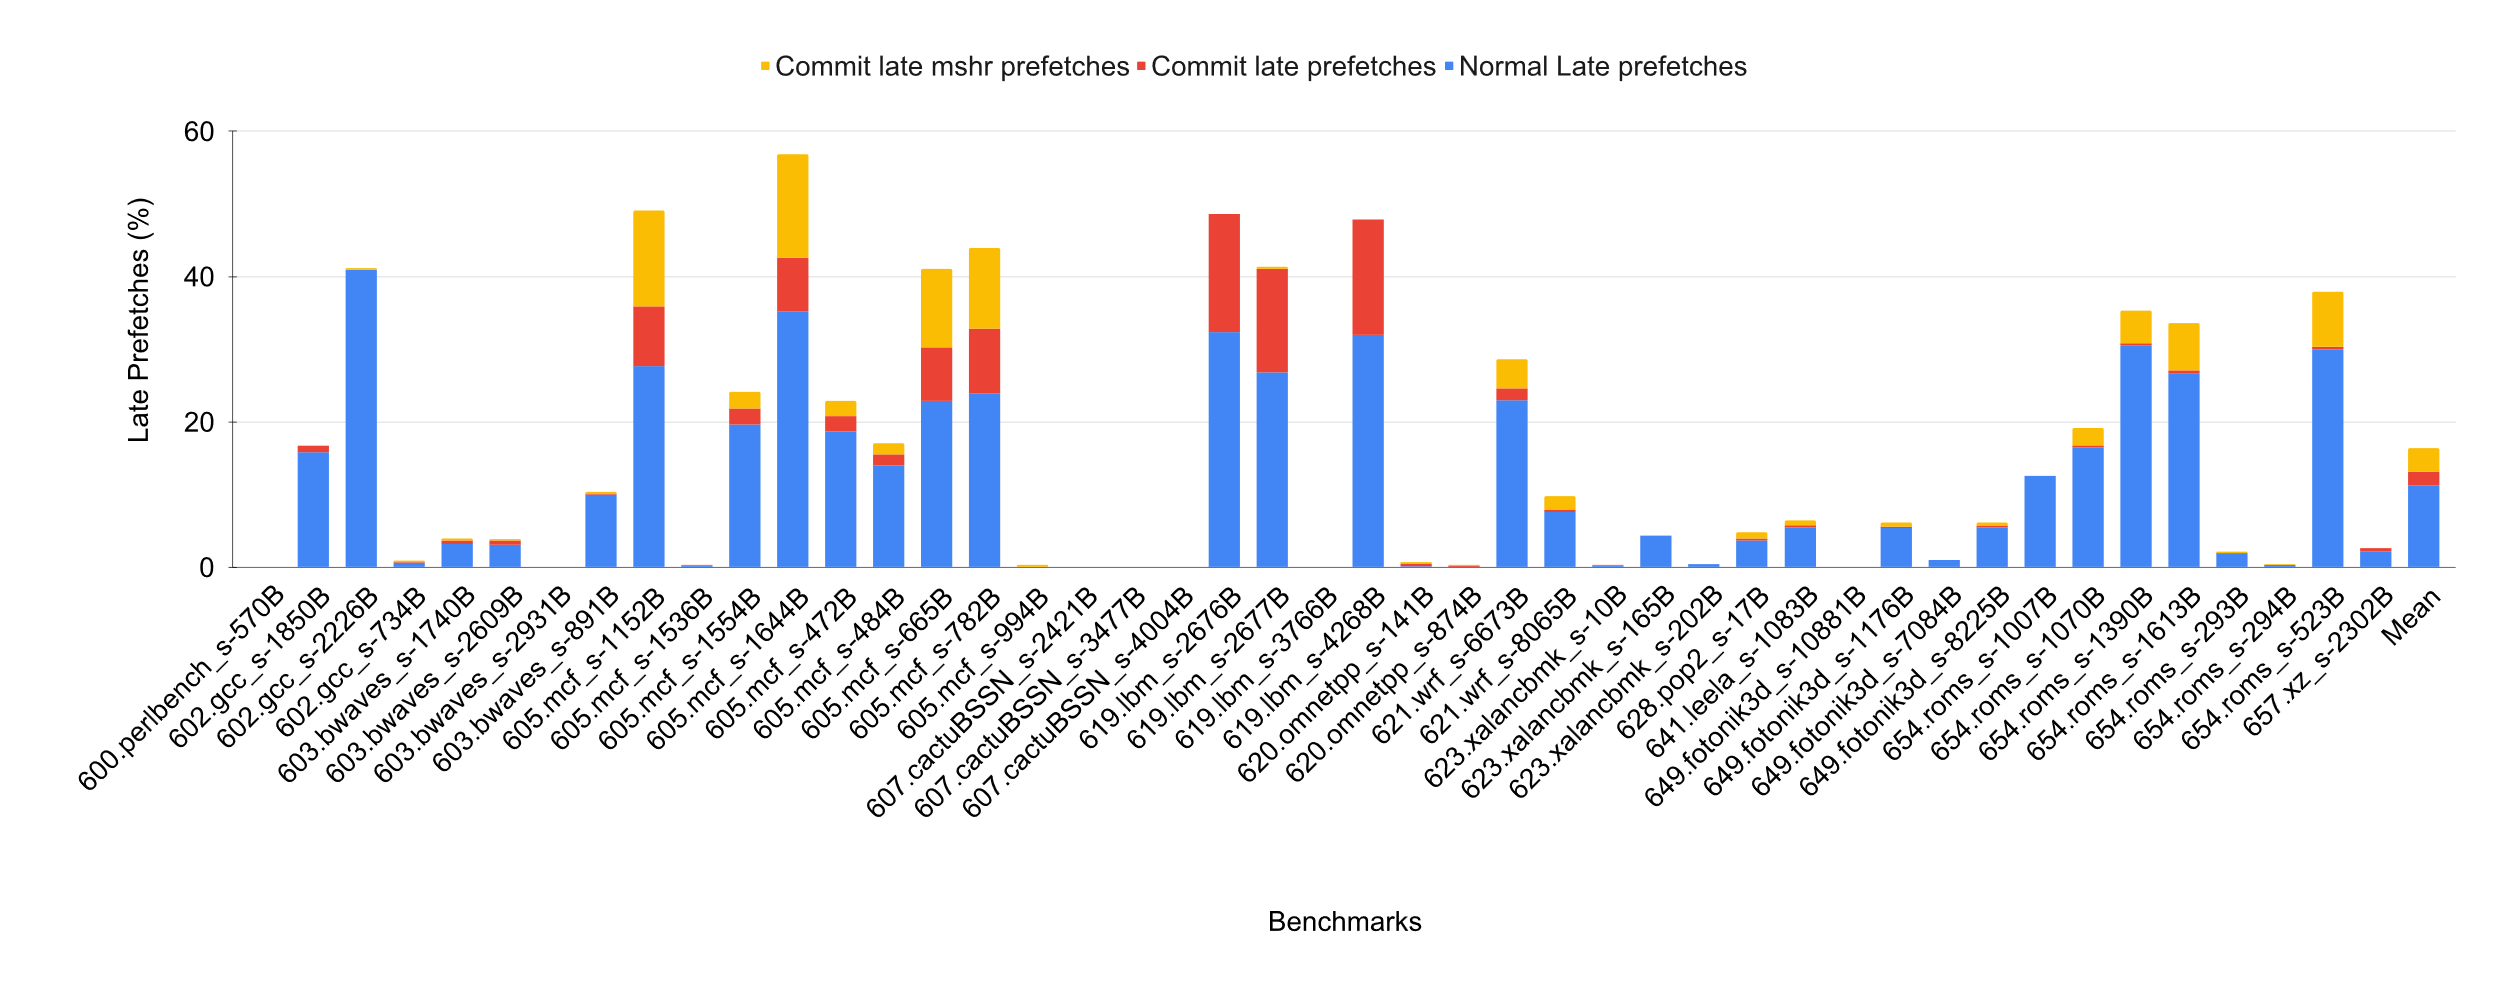 Commit late mshr prefetches Commit late prefetches Normal Late prefetches
Late Prefetches (%)
60
40
20
0
600.perlbench_s-570B
602.gcc_s-1850B
602.gcc_s-2226B
602.gcc_s-734B
603.bwaves_s-1740B
603.bwaves_s-2609B
603.bwaves_s-2931B
603.bwaves_s-891B
605.mcf_s-1152B
605.mcf_s-1536B
605.mcf_s-1554B
605.mcf_s-1644B
605.mcf_s-472B
605.mcf_s-484B
605.mcf_s-665B
605.mcf_s-782B
605.mcf_s-994B
607.cactuBSSN_s-2421B
607.cactuBSSN_s-3477B
607.cactuBSSN_s-4004B
619.lbm_s-2676B
619.lbm_s-2677B
619.lbm_s-3766B
619.lbm_s-4268B
620.omnetpp_s-141B
620.omnetpp_s-874B
621.wrf_s-6673B
621.wrf_s-8065B
623.xalancbmk_s-10B
623.xalancbmk_s-165B
623.xalancbmk_s-202B
628.pop2_s-17B
641.leela_s-1083B
649.fotonik3d_s-10881B
649.fotonik3d_s-1176B
649.fotonik3d_s-7084B
649.fotonik3d_s-8225B
654.roms_s-1007B
654.roms_s-1070B
654.roms_s-1390B
654.roms_s-1613B
654.roms_s-293B
654.roms_s-294B
654.roms_s-523B
657.xz_s-2302B
Mean
Benchmarks